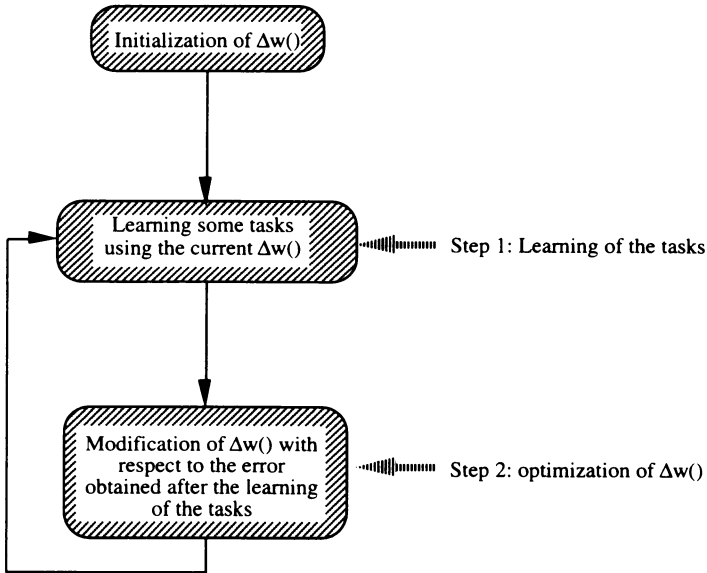 Initialization of Δw()
Learning some tasks
using the current Δw()
Step 1: Learning of the tasks
Modification of Δw() with
respect to the error
obtained after the learning
of the tasks
Step 2: optimization of Δw()